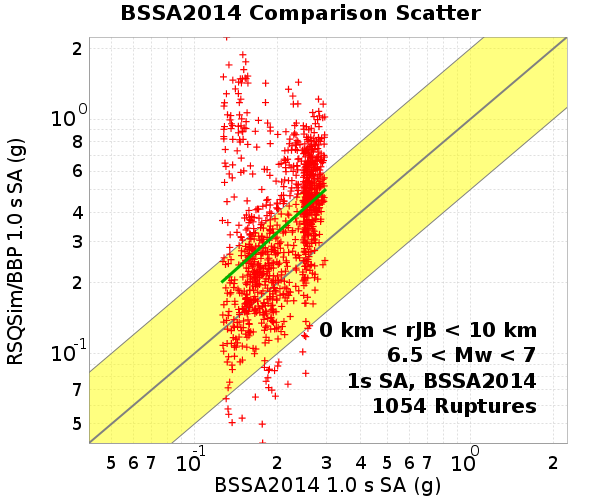 BSSA2014 Comparison Scatter
RSQSim/BBP 1.0 s SA (g)
2
10^0
8
6
4
3
2
10^-1
7
5
0 km < rJB < 10 km
6.5 < Mw < 7
1s SA, BSSA2014
1054 Ruptures
5 6 7 10^-1 2 3 4 5 6 7 10^0 2
BSSA2014 1.0 s SA (g)